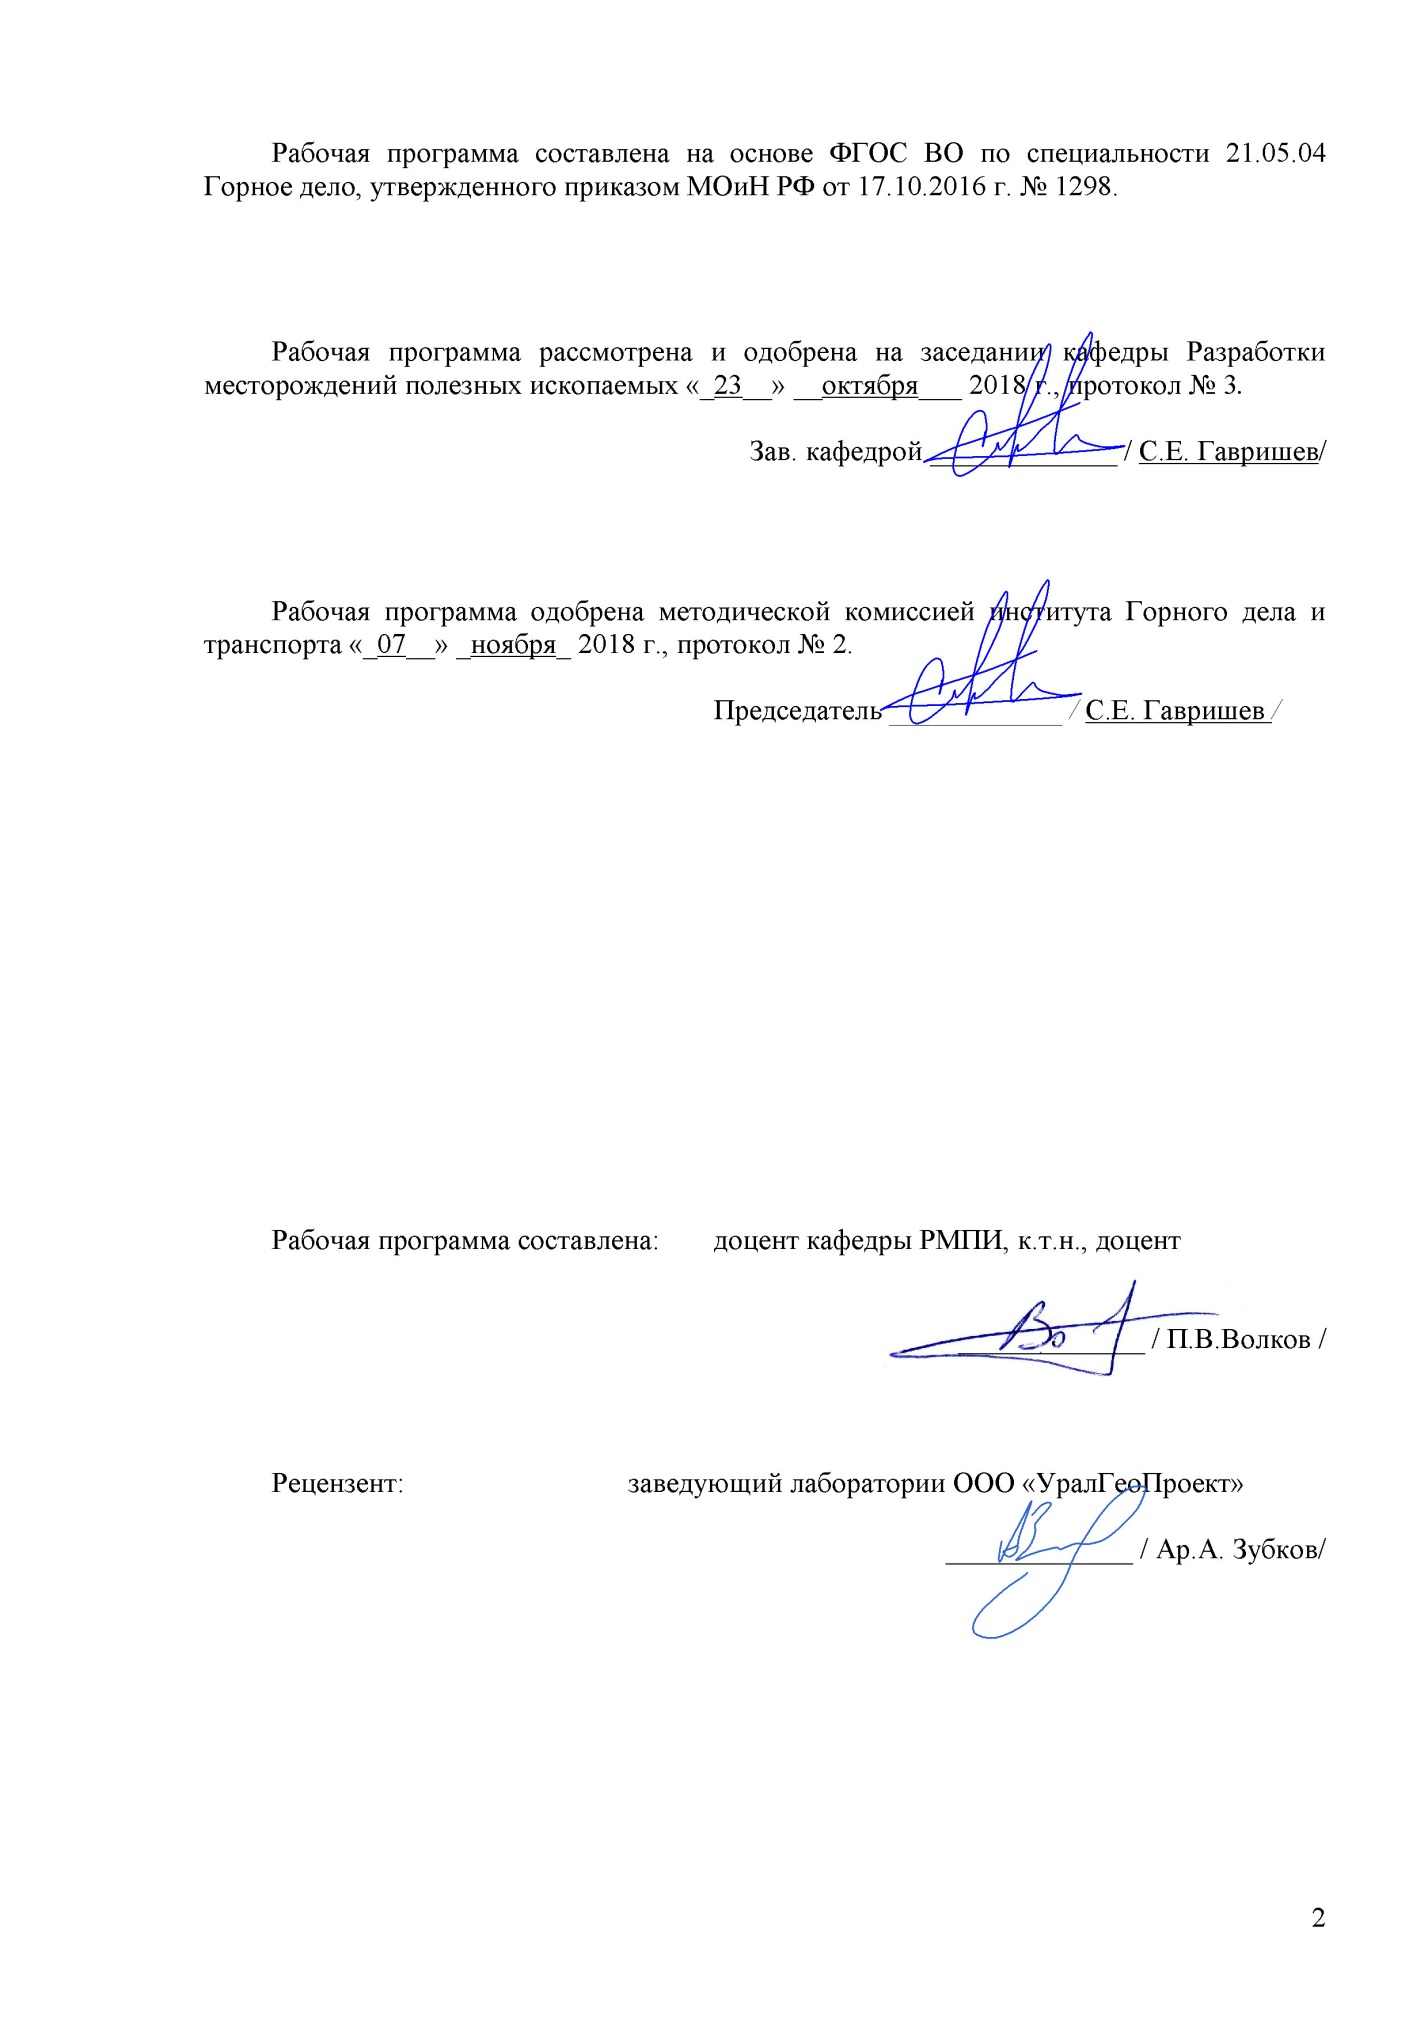 Рабочая программа составлена на основе ФГОС ВО по специальности 21.05.04
Горное дело, утвержденного приказом МОиН РФ от 17.10.2016 г. № 1298.
Рабочая программа рассмотрена и одобрена на заседании кафедры Разработки
месторождений полезных ископаемых «_23__» __октября___ 2018 г., протокол № 3.
Зав. кафедрой _____________ / С.Е. Гавришев/
Рабочая программа одобрена методической комиссией института Горного дела и
транспорта «_07__» _ноября_ 2018 г., протокол № 2.
Председатель ____________ / С.Е. Гавришев /
Рабочая программа составлена: доцент кафедры РМПИ, к.т.н., доцент
_____________ / П.В.Волков /
Рецензент: заведующий лаборатории ООО «УралГеоПроект»
_____________ / Ар.А. Зубков/
2